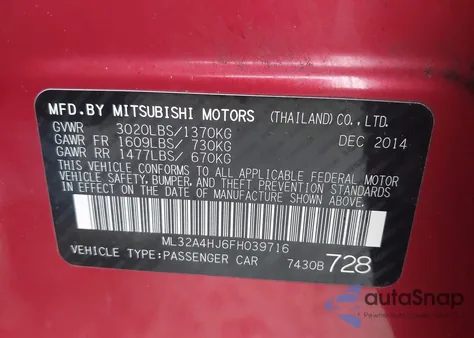 MFD.BY MITSUBISHI MOTORS (THAILAND) CO., LTD.
GVWR 3020LBS/1370KG DEC 2014
GAWR FR 1609LBS/ 730KG
GAWR RR 1477LBS/ 670KG
THIS VEHICLE CONFORMS TO ALL APPLICABLE FEDERAL MOTOR
VEHICLE SAFETY, BUMPER, AND THEFT PREVENTION STANDARDS
IN EFFECT ON THE DATE OF MANUFACTURE SHOWN ABOVE.
ML32A4HJ6FH039716
VEHICLE TYPE:PASSENGER CAR 7430B 728
autoSnap